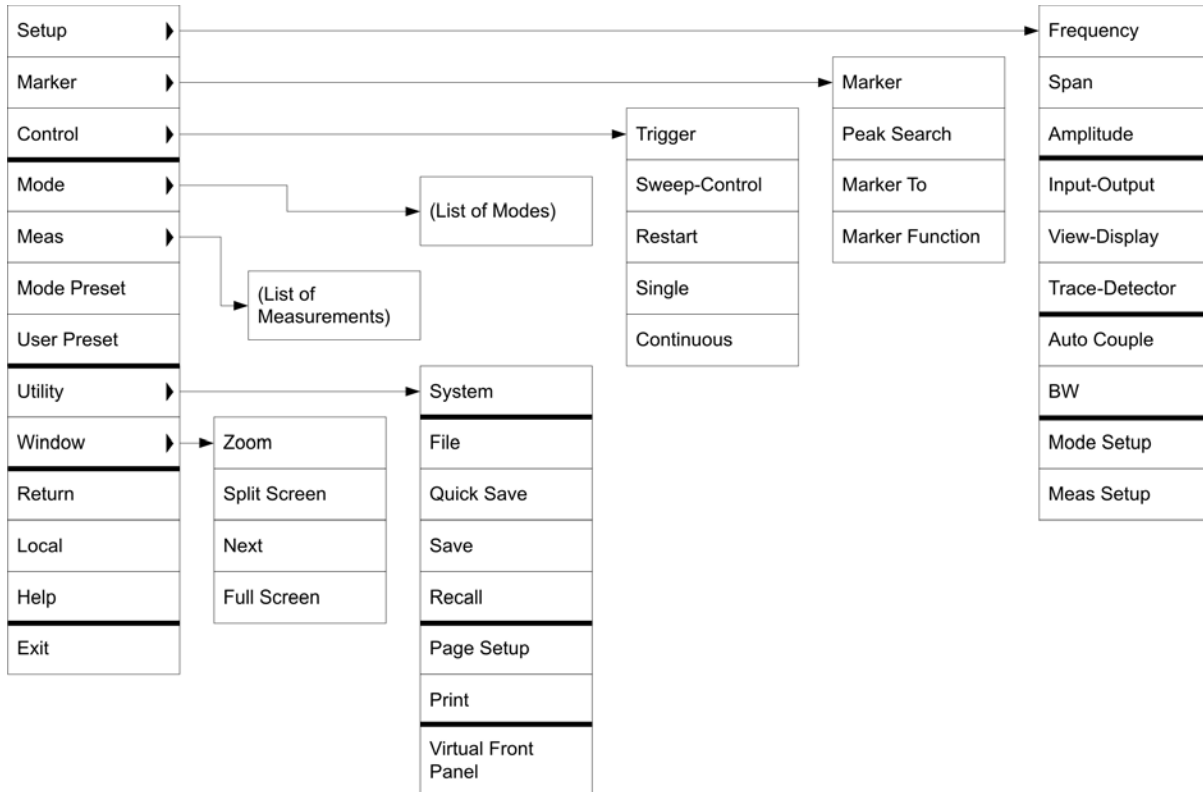 Setup
Marker
Control
Mode
Meas
Mode Preset
User Preset
Utility
Window
Return
Local
Help
Exit
Zoom
Split Screen
Next
Full Screen
(List of
Measurements)
(List of Modes)
System
File
Quick Save
Save
Recall
Page Setup
Print
Virtual Front
Panel
Trigger
Sweep-Control
Restart
Single
Continuous
Marker
Peak Search
Marker To
Marker Function
Frequency
Span
Amplitude
Input-Output
View-Display
Trace-Detector
Auto Couple
BW
Mode Setup
Meas Setup